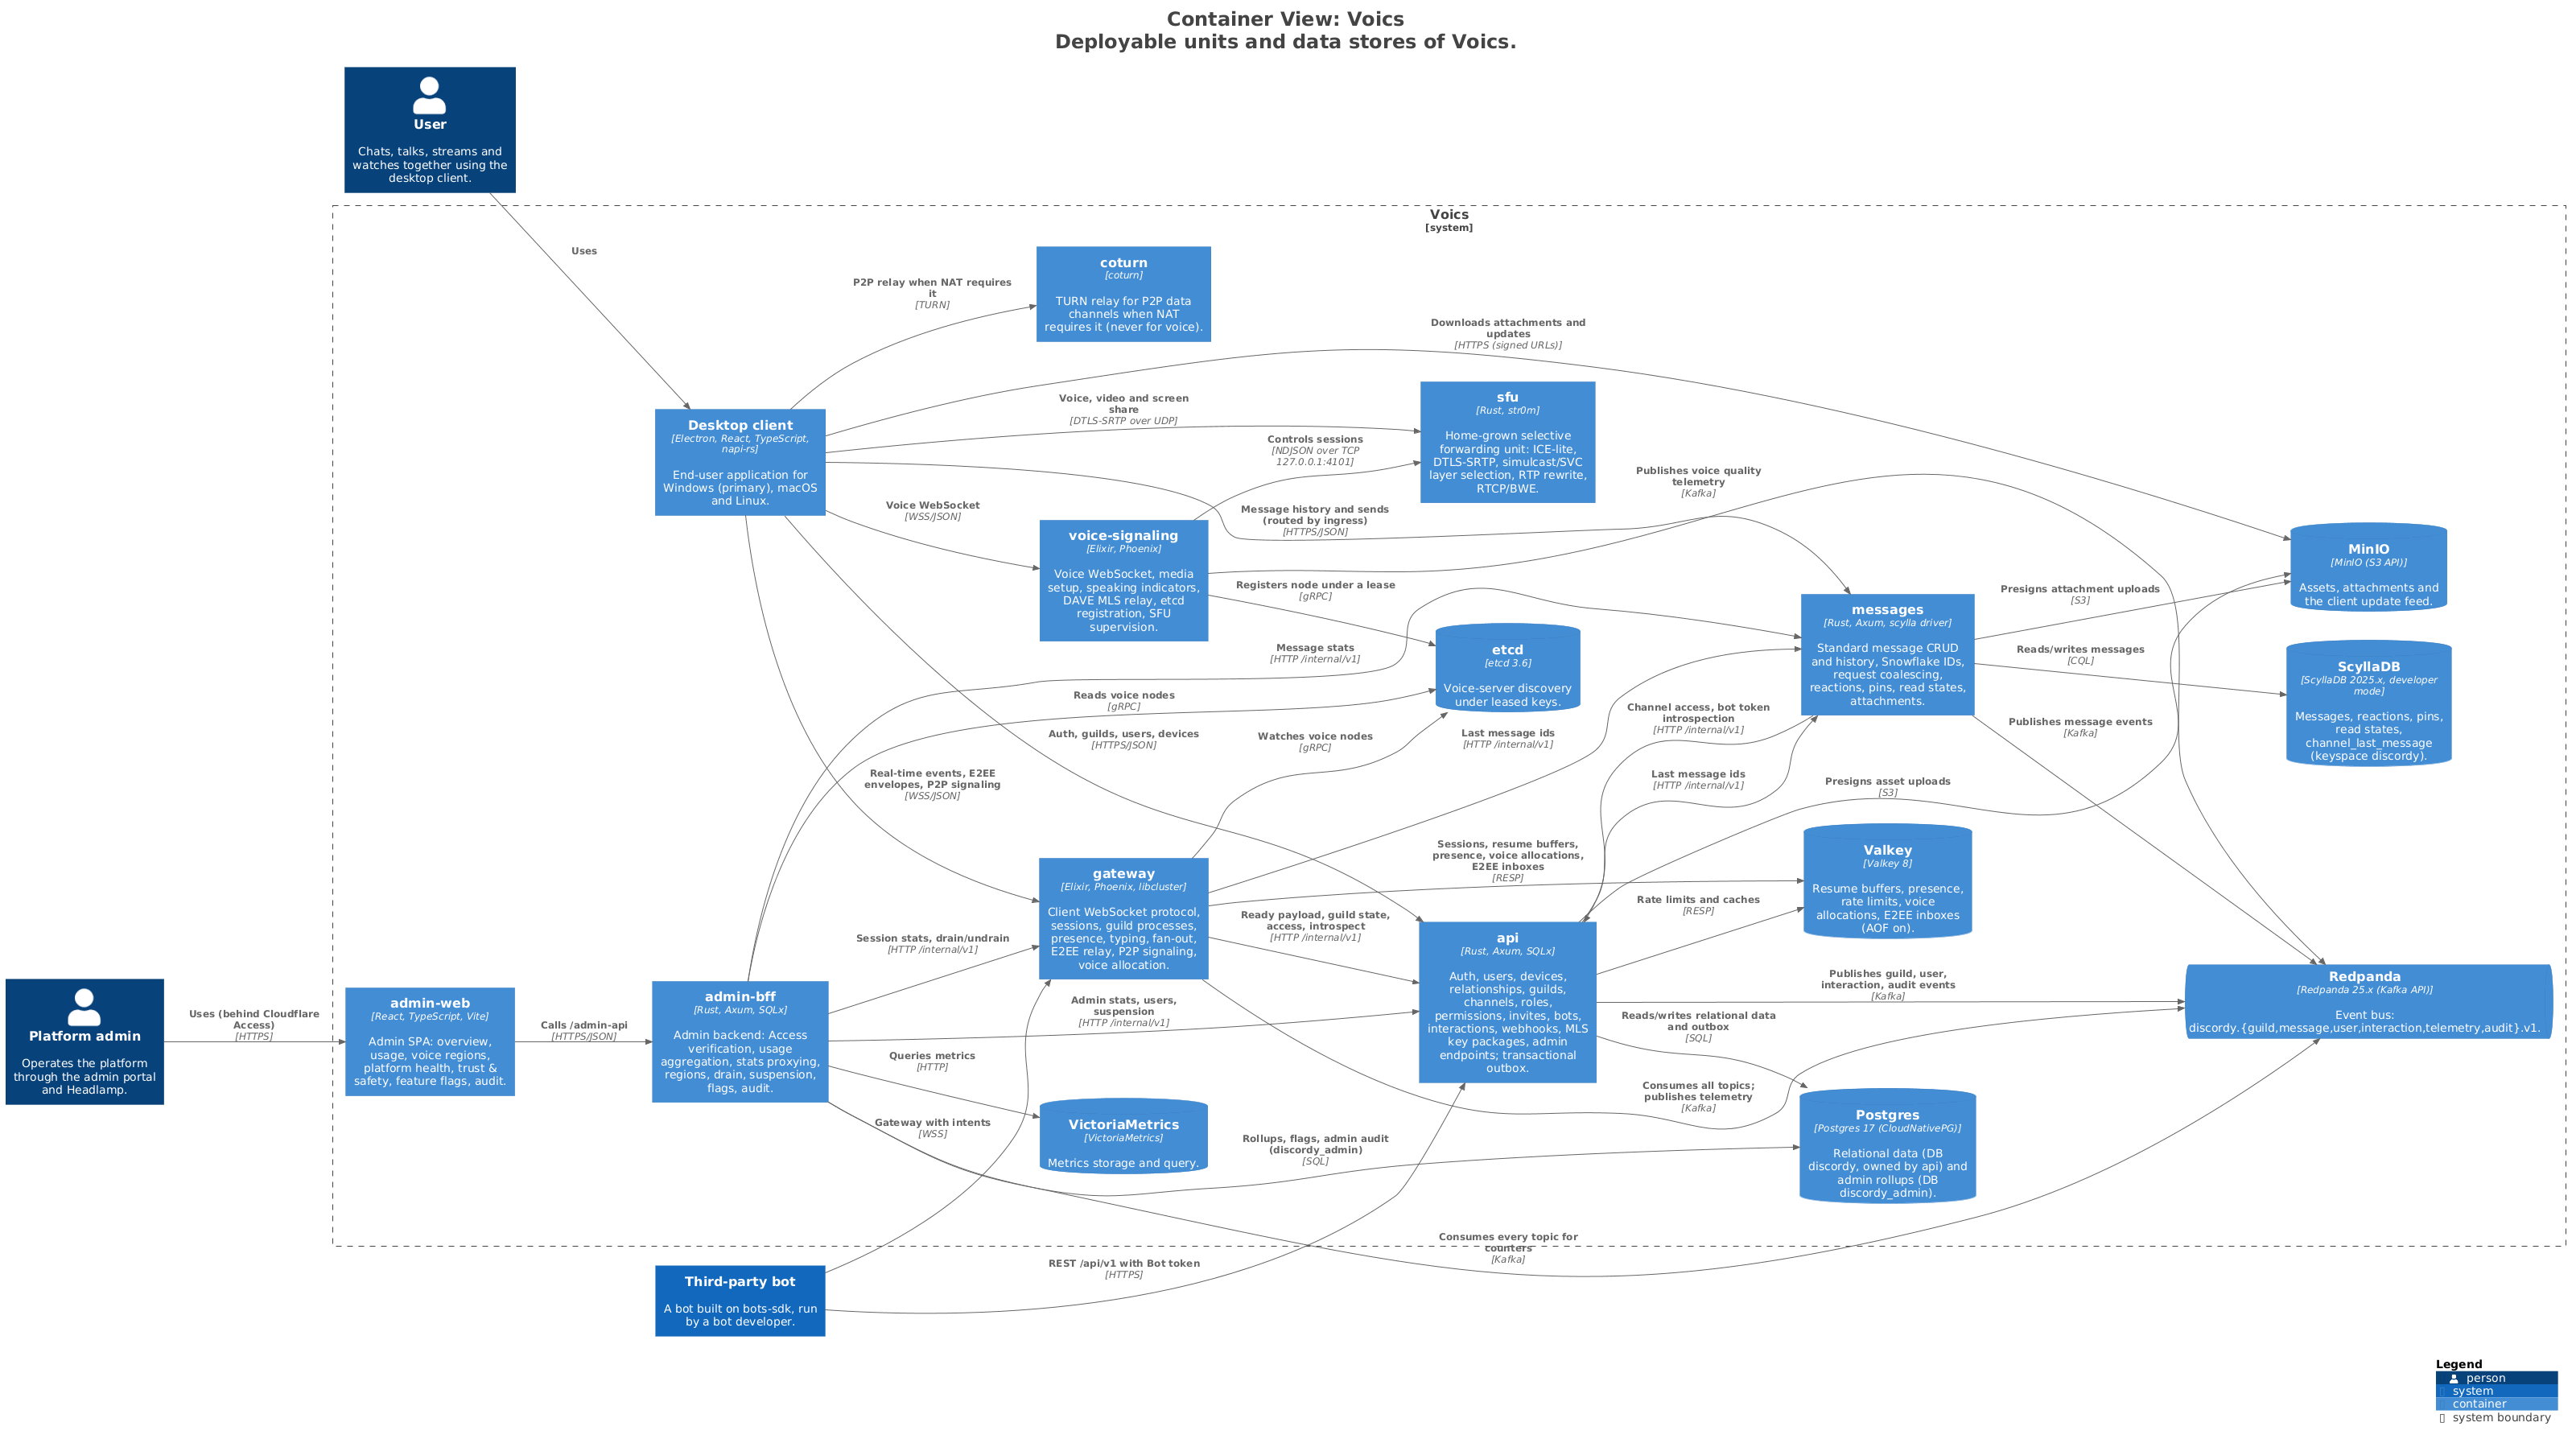 Container View: Voics
Deployable units and data stores of Voics.
User
Chats, talks, streams and
watches together using the
desktop client.
Voics
[system]
Uses
coturn
[coturn]
TURN relay for P2P data
channels when NAT
requires it (never for voice).
P2P relay when NAT requires
it
[TURN]
Downloads attachments and
updates
[HTTPS (signed URLs)]
Desktop client
[Electron, React, TypeScript,
napi-rs]
End-user application for
Windows (primary), macOS
and Linux.
Voice, video and screen
share
[DTLS-SRTP over UDP]
sfu
[Rust, str0m]
Home-grown selective
forwarding unit: ICE-lite,
DTLS-SRTP, simulcast/SVC
layer selection, RTP rewrite,
RTCP/BWE.
Controls sessions
[NDJSON over TCP
127.0.0.1:4101]
Publishes voice quality
telemetry
[Kafka]
Voice WebSocket
[WSS/JSON]
Message history and sends
(routed by ingress)
[HTTPS/JSON]
voice-signaling
[Elixir, Phoenix]
Voice WebSocket, media
setup, speaking indicators,
DAVE MLS relay, etcd
registration, SFU
supervision.
MinIO
[MinIO (S3 API)]
Assets, attachments and
the client update feed.
Registers node under a lease
[gRPC]
Presigns attachment uploads
[S3]
messages
[Rust, Axum, scylla driver]
Standard message CRUD
and history, Snowflake IDs,
request coalescing,
reactions, pins, read states,
attachments.
etcd
[etcd 3.6]
Voice-server discovery
under leased keys.
Message stats
[HTTP /internal/v1]
Reads/writes messages
[CQL]
ScyllaDB
[ScyllaDB 2025.x, developer
mode]
Messages, reactions, pins,
read states,
channel_last_message
(keyspace discordy).
Reads voice nodes
[gRPC]
Channel access, bot token
introspection
[HTTP /internal/v1]
Publishes message events
[Kafka]
Auth, guilds, users, devices
[HTTPS/JSON]
Watches voice nodes
[gRPC]
Last message ids
[HTTP /internal/v1]
Real-time events, E2EE
envelopes, P2P signaling
[WSS/JSON]
Last message ids
[HTTP /internal/v1]
Presigns asset uploads
[S3]
Sessions, resume buffers,
presence, voice allocations,
E2EE inboxes
[RESP]
Valkey
[Valkey 8]
Resume buffers, presence,
rate limits, voice
allocations, E2EE inboxes
(AOF on).
gateway
[Elixir, Phoenix, libcluster]
Client WebSocket protocol,
sessions, guild processes,
presence, typing, fan-out,
E2EE relay, P2P signaling,
voice allocation.
Rate limits and caches
[RESP]
Ready payload, guild state,
access, introspect
[HTTP /internal/v1]
api
[Rust, Axum, SQLx]
Auth, users, devices,
relationships, guilds,
channels, roles,
permissions, invites, bots,
interactions, webhooks, MLS
key packages, admin
endpoints; transactional
outbox.
Session stats, drain/undrain
[HTTP /internal/v1]
Publishes guild, user,
interaction, audit events
[Kafka]
Redpanda
[Redpanda 25.x (Kafka API)]
Event bus:
discordy.{guild,message,user,interaction,telemetry,audit}.v1.
Platform admin
Operates the platform
through the admin portal
and Headlamp.
Uses (behind Cloudflare
Access)
[HTTPS]
admin-web
[React, TypeScript, Vite]
Admin SPA: overview,
usage, voice regions,
platform health, trust &
safety, feature flags, audit.
Calls /admin-api
[HTTPS/JSON]
admin-bff
[Rust, Axum, SQLx]
Admin backend: Access
verification, usage
aggregation, stats proxying,
regions, drain, suspension,
flags, audit.
Admin stats, users,
suspension
[HTTP /internal/v1]
Reads/writes relational data
and outbox
[SQL]
Queries metrics
[HTTP]
Consumes all topics;
publishes telemetry
[Kafka]
Gateway with intents
[WSS]
VictoriaMetrics
[VictoriaMetrics]
Metrics storage and query.
Rollups, flags, admin audit
(discordy_admin)
[SQL]
Postgres
[Postgres 17 (CloudNativePG)]
Relational data (DB
discordy, owned by api) and
admin rollups (DB
discordy_admin).
Consumes every topic for
counters
[Kafka]
REST /api/v1 with Bot token
[HTTPS]
Third-party bot
A bot built on bots-sdk, run
by a bot developer.
Legend
person
system
container
system boundary